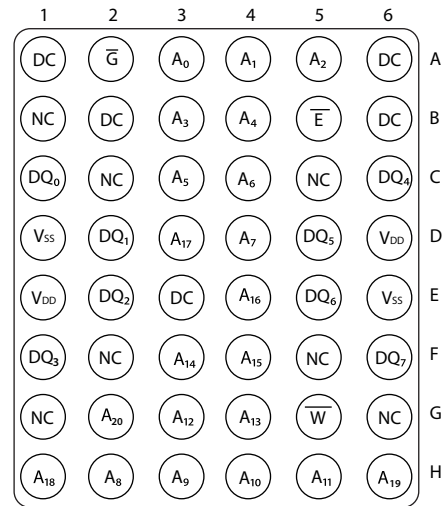 1 2 3 4 5 6
DC G̅ A₀ A₁ A₂ DC A
NC DC A₃ A₄ E̅ DC B
DQ₀ NC A₅ A₆ NC DQ₄ C
VSS DQ₁ A₁₇ A₇ DQ₅ VDD D
VDD DQ₂ DC A₁₆ DQ₆ VSS E
DQ₃ NC A₁₄ A₁₅ NC DQ₇ F
NC A₂₀ A₁₂ A₁₃ W̅ NC G
A₁₈ A₈ A₉ A₁₀ A₁₁ A₁₉ H